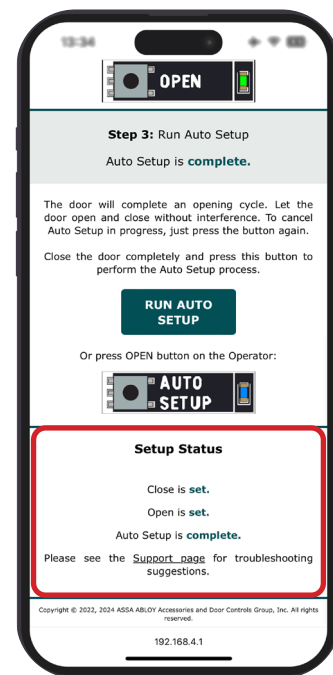 13:34
OPEN
Step 3: Run Auto Setup
Auto Setup is complete.
The door will complete an opening cycle. Let the
door open and close without interference. To cancel
Auto Setup in progress, just press the button again.
Close the door completely and press this button to
perform the Auto Setup process.
RUN AUTO
SETUP
Or press OPEN button on the Operator:
AUTO
SETUP
Setup Status
Close is set.
Open is set.
Auto Setup is complete.
Please see the Support page for troubleshooting
suggestions.
Copyright © 2022, 2024 ASSA ABLOY Accessories and Door Controls Group, Inc. All rights
reserved.
192.168.4.1